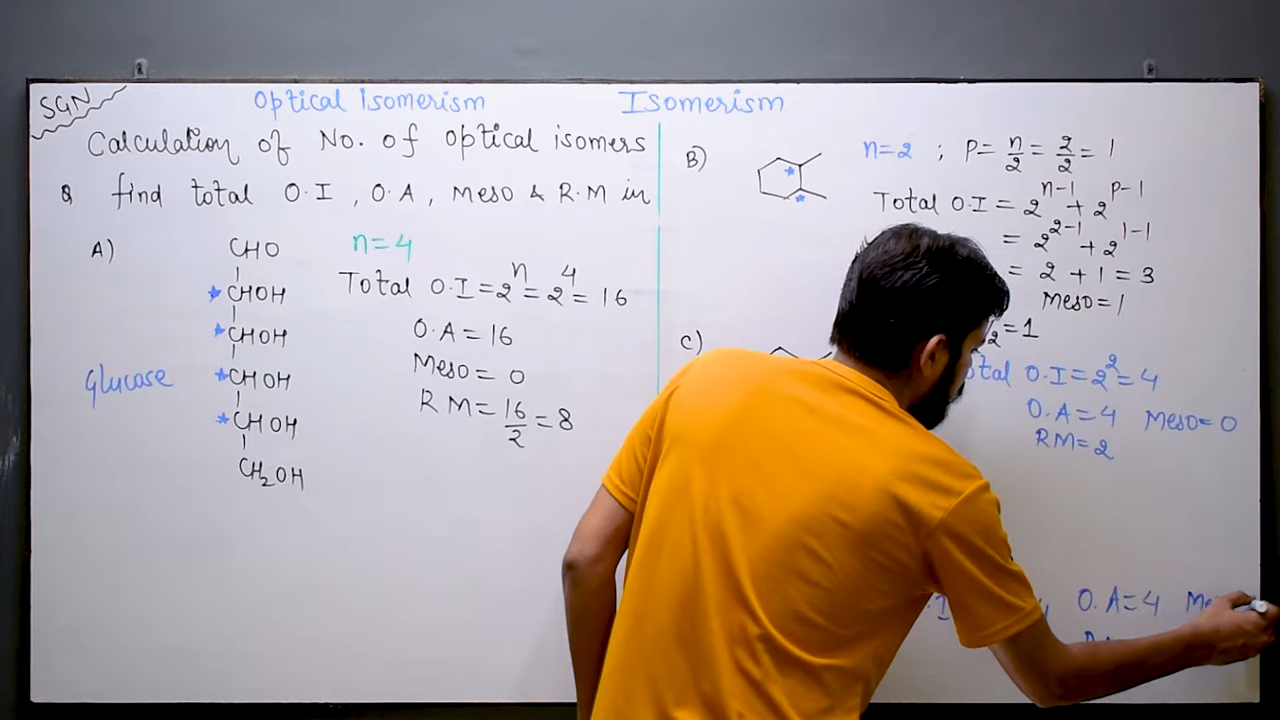 SGN
Optical Isomerism Isomerism
Calculation of No. of optical isomers
Q find total O.I , O.A , Meso & R.M in
A)
CHO
CHOH
CHOH
CHOH
CHOH
CH2OH
Glucose
n=4
Total O.I = 2^n = 2^4 = 16
O.A = 16
Meso = 0
RM = 16/2 = 8
B)
n=2 ; P= n/2 = 2/2 = 1
Total O.I = 2^n-1 + 2^p-1
= 2^2-1 + 2^1-1
= 2 + 1 = 3
Meso = 1
2 = 1
C)
otal O.I = 2^2 = 4
O.A = 4 Meso = 0
RM = 2
O.A = 4